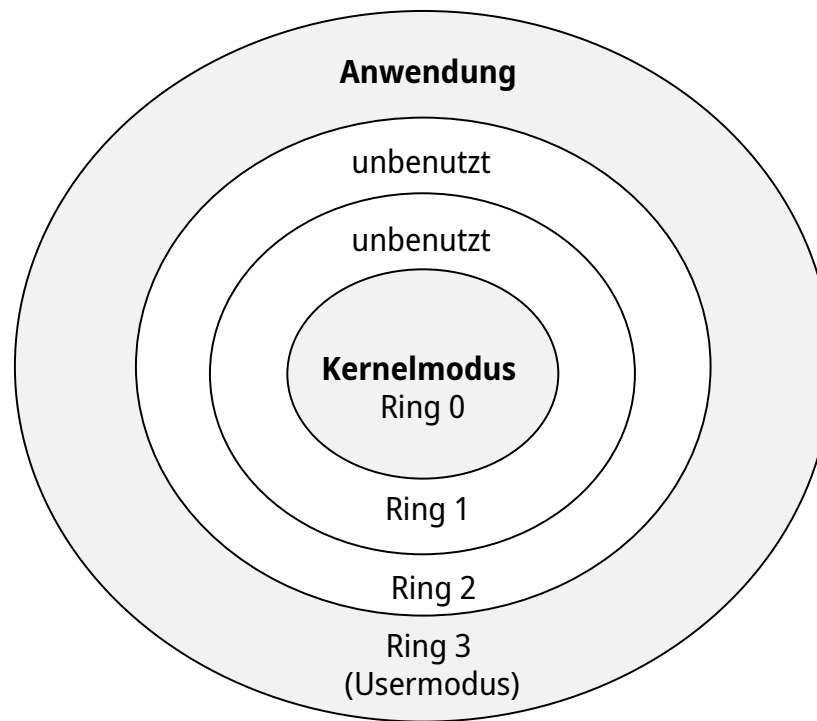 Anwendung
unbenutzt
unbenutzt
Kernelmodus
Ring 0
Ring 1
Ring 2
Ring 3
(Usermodus)